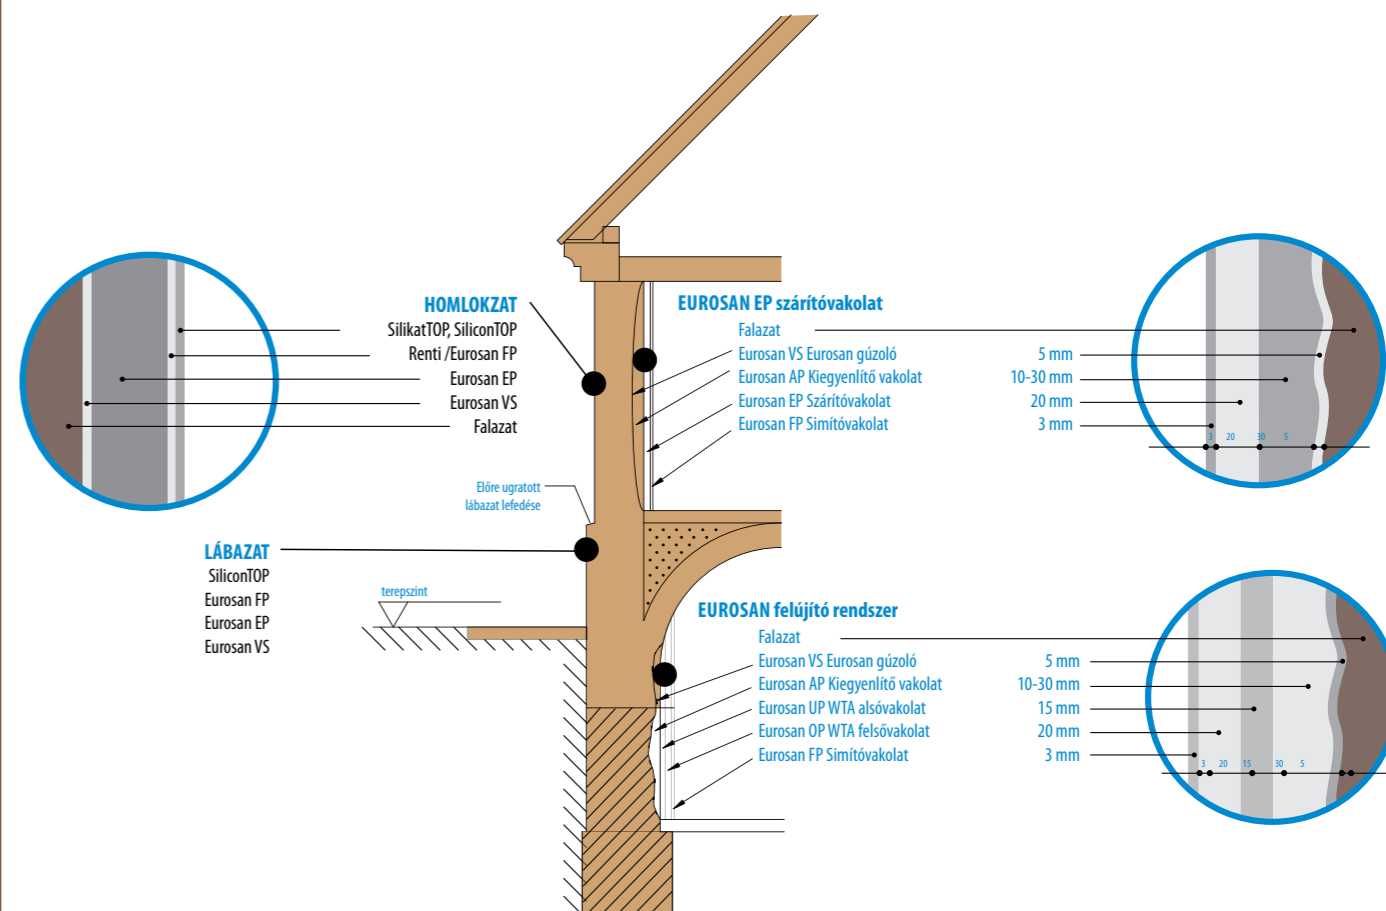 HOMLOKZAT
SilikatTOP, SiliconTOP
Renti /Eurosan FP
Eurosan EP
Eurosan VS
Falazat
Előre ugratott
lábazat lefedése
LÁBAZAT
SiliconTOP
Eurosan FP
Eurosan EP
Eurosan VS
terepszint
EUROSAN EP szárítóvakolat
Falazat
Eurosan VS Eurosan gúzoló 5 mm
Eurosan AP Kiegyenlítő vakolat 10-30 mm
Eurosan EP Szárítóvakolat 20 mm
Eurosan FP Simítóvakolat 3 mm
3 20 30 5
EUROSAN felújító rendszer
Falazat
Eurosan VS Eurosan gúzoló 5 mm
Eurosan AP Kiegyenlítő vakolat 10-30 mm
Eurosan UP WTA alsóvakolat 15 mm
Eurosan OP WTA felsővakolat 20 mm
Eurosan FP Simítóvakolat 3 mm
3 20 15 30 5